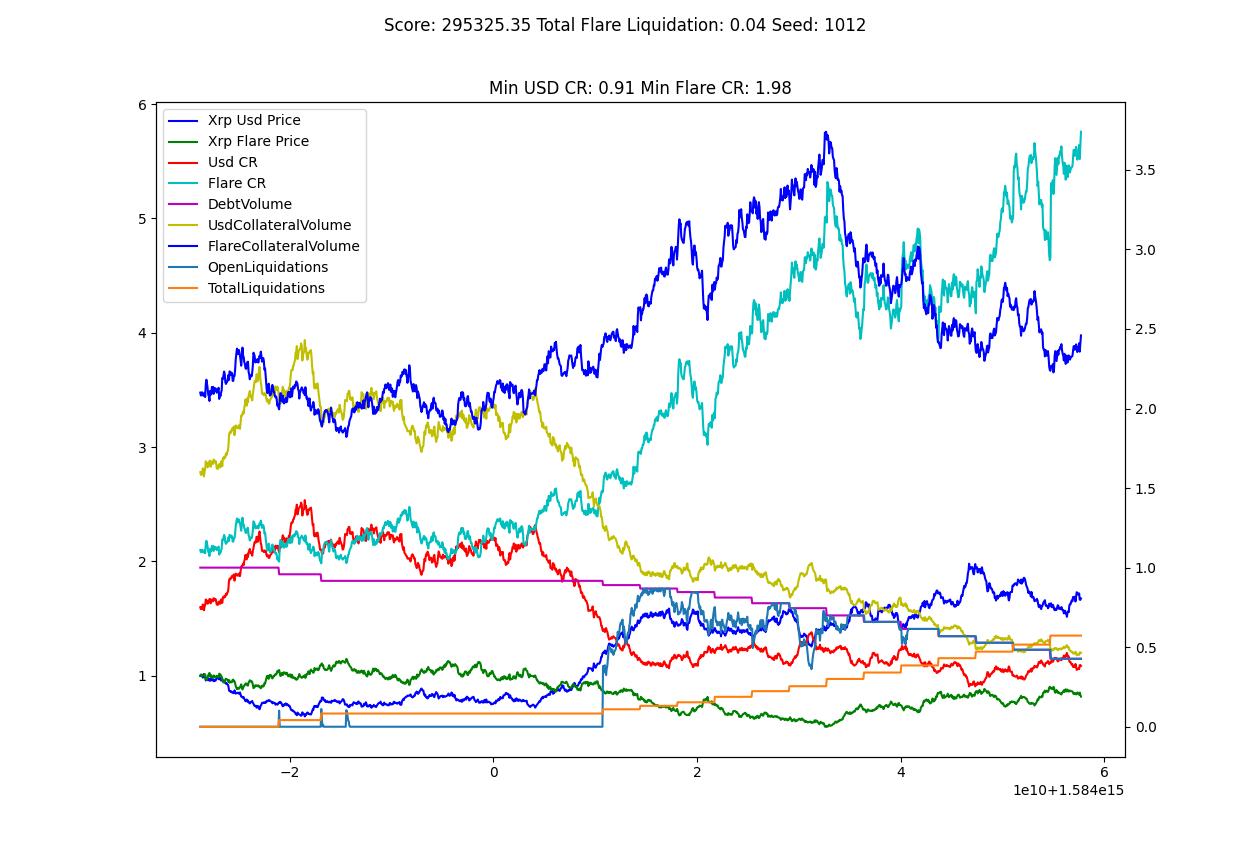 Score: 295325.35 Total Flare Liquidation: 0.04 Seed: 1012
Min USD CR: 0.91 Min Flare CR: 1.98
Xrp Usd Price
Xrp Flare Price
Usd CR
Flare CR
DebtVolume
UsdCollateralVolume
FlareCollateralVolume
OpenLiquidations
TotalLiquidations
6
5
4
3
2
1
3.5
3.0
2.5
2.0
1.5
1.0
0.5
0.0
−2
0
2
4
6
1e10+1.584e15